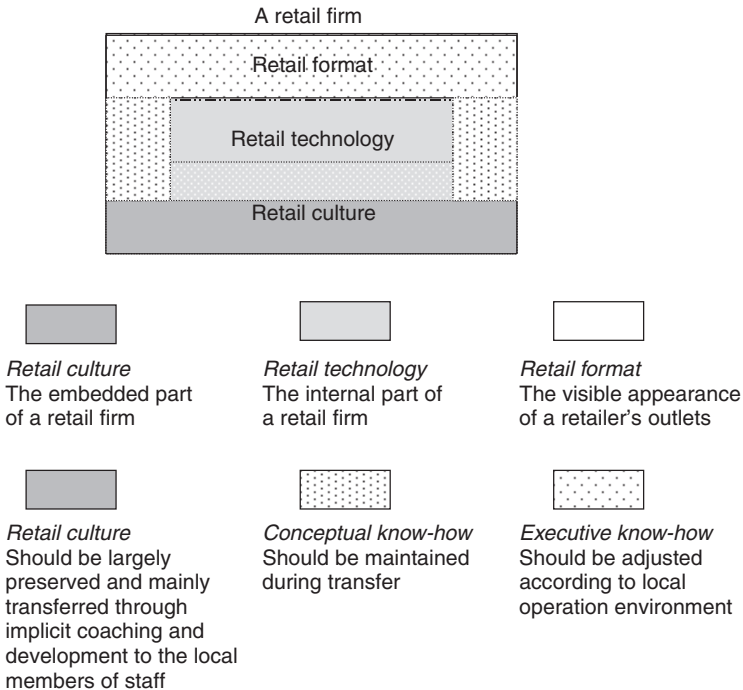 A retail firm
Retail format
Retail technology
Retail culture
Retail culture
The embedded part
of a retail firm
Retail technology
The internal part of
a retail firm
Retail format
The visible appearance
of a retailer's outlets
Retail culture
Should be largely
preserved and mainly
transferred through
implicit coaching and
development to the local
members of staff
Conceptual know-how
Should be maintained
during transfer
Executive know-how
Should be adjusted
according to local
operation environment